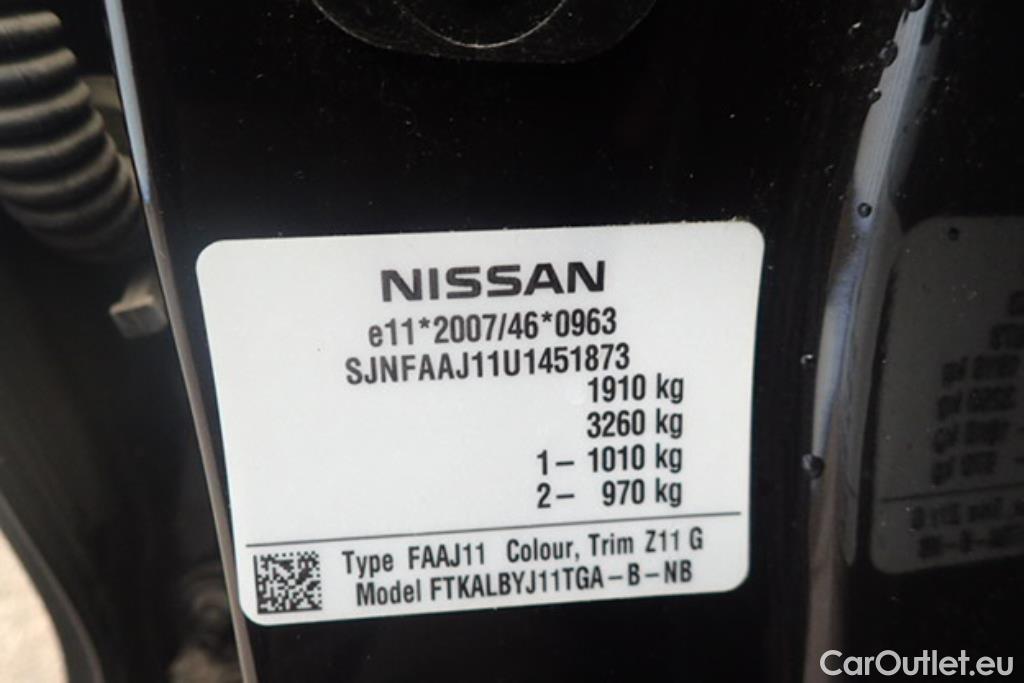 NISSAN
e11*2007/46*0963
SJNFAAJ11U1451873
1910 kg
3260 kg
1– 1010 kg
2– 970 kg
Type FAAJ11 Colour, Trim Z11 G
Model FTKALBYJ11TGA–B–NB
CarOutlet.eu